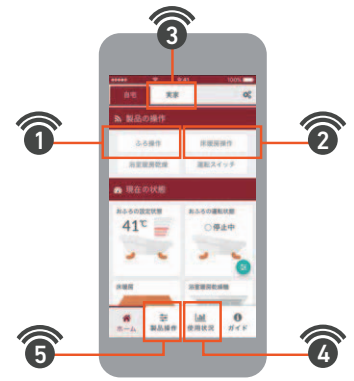 3
9:41 100%
自宅 実家
製品の操作
1
ふろ操作 床暖房操作
2
浴室暖房乾燥 運転スイッチ
現在の状態
おふろの設定状態 おふろの運転状態
41℃ ○停止中
床暖房 浴室暖房乾燥機
ホーム 製品操作 使用状況 ガイド
5 4